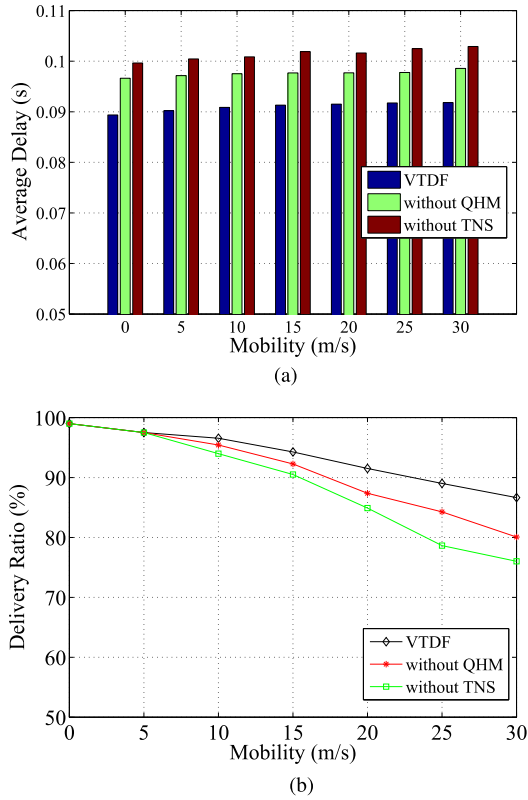 0.11
0.1
0.09
0.08
0.07
0.06
0.05
Average Delay (s)
VTDF
without QHM
without TNS
0 5 10 15 20 25 30
Mobility (m/s)
(a)
100
90
80
70
60
50
Delivery Ratio (%)
VTDF
without QHM
without TNS
0 5 10 15 20 25 30
Mobility (m/s)
(b)